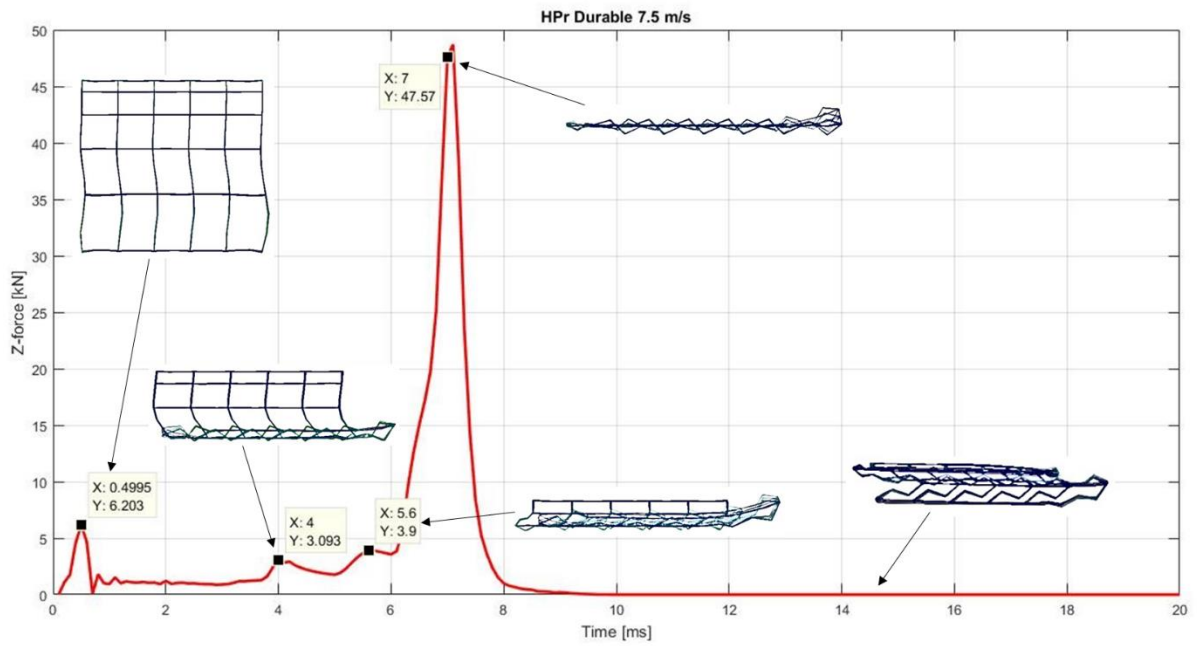 HPr Durable 7.5 m/s
Z-force [kN]
50
45
40
35
30
25
20
15
10
5
0
X: 7
Y: 47.57
X: 0.4995
Y: 6.203
X: 4
Y: 3.093
X: 5.6
Y: 3.9
0 2 4 6 8 10 12 14 16 18 20
Time [ms]